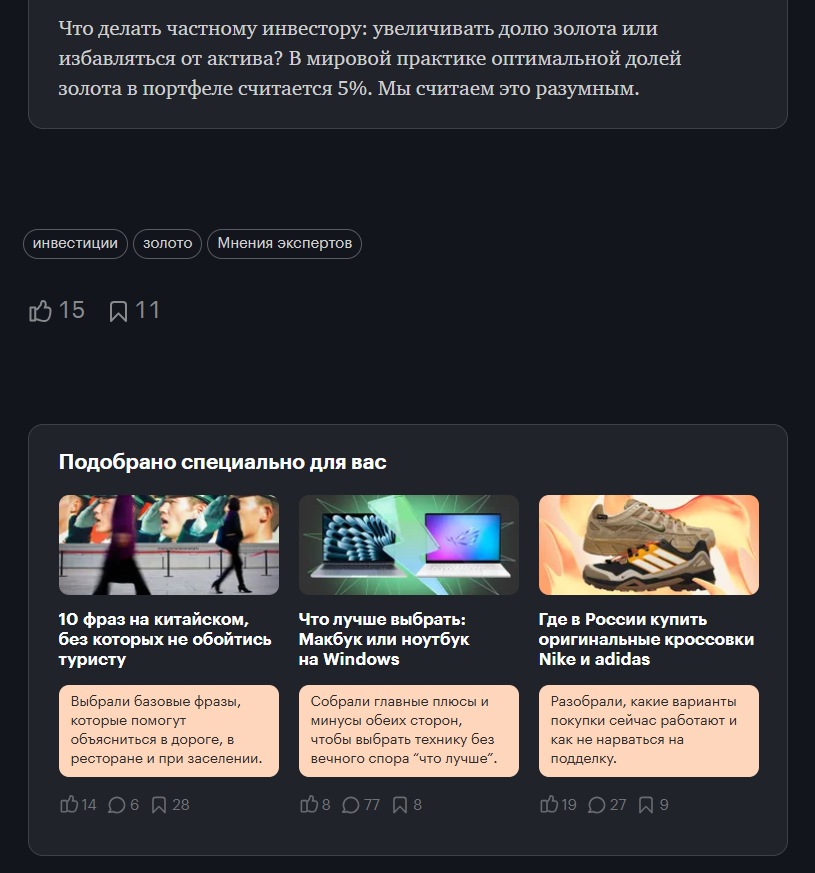 Что делать частному инвестору: увеличивать долю золота или
избавляться от актива? В мировой практике оптимальной долей
золота в портфеле считается 5%. Мы считаем это разумным.
инвестиции
золото
Мнения экспертов
15
11
Подобрано специально для вас
10 фраз на китайском,
без которых не обойтись
туристу
Выбрали базовые фразы,
которые помогут
объясниться в дороге, в
ресторане и при заселении.
14
6
28
Что лучше выбрать:
Макбук или ноутбук
на Windows
Собрали главные плюсы и
минусы обеих сторон,
чтобы выбрать технику без
вечного спора “что лучше”.
8
77
8
Где в России купить
оригинальные кроссовки
Nike и adidas
Разобрали, какие варианты
покупки сейчас работают и
как не нарваться на
подделку.
19
27
9